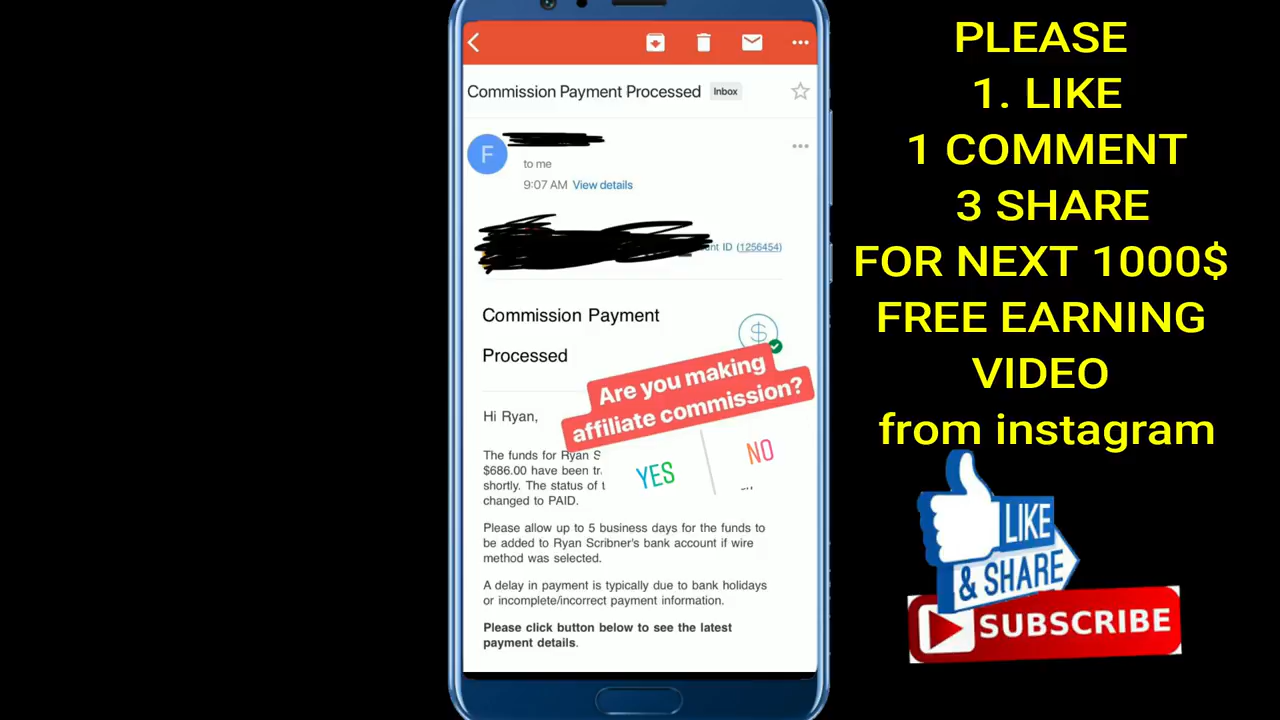 Commission Payment Processed Inbox
F
to me
9:07 AM View details
ID (1256454)
Commission Payment
Processed
$
Are you making
affiliate commission?
YES NO
Hi Ryan,
The funds for Ryan S
$686.00 have been
shortly. The status of
changed to PAID.
Please allow up to 5 business days for the funds to
be added to Ryan Scribner's bank account if wire
method was selected.
A delay in payment is typically due to bank holidays
or incomplete/incorrect payment information.
Please click button below to see the latest
payment details.
PLEASE
1. LIKE
1 COMMENT
3 SHARE
FOR NEXT 1000$
FREE EARNING
VIDEO
from instagram
LIKE
& SHARE
SUBSCRIBE